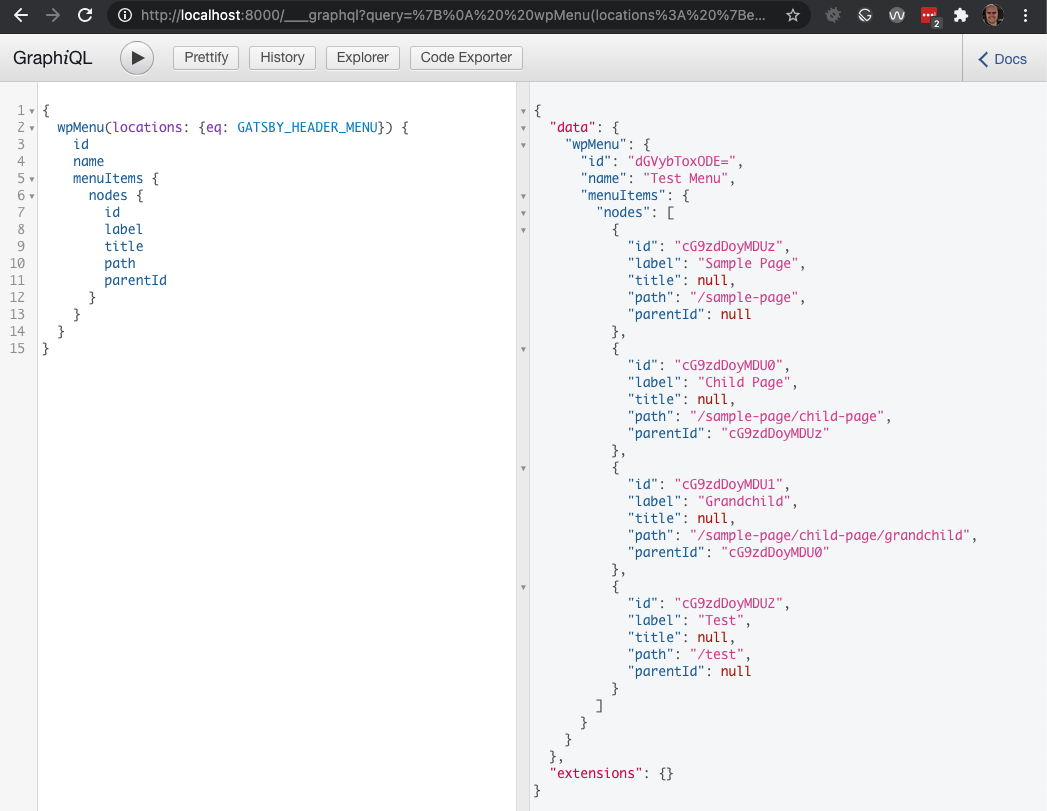 http://localhost:8000/___graphql?query=%7B%0A%20%20wpMenu(locations%3A%20%7Be...
2
GraphiQL
Prettify
History
Explorer
Code Exporter
Docs
1 {
2 wpMenu(locations: {eq: GATSBY_HEADER_MENU}) {
3 id
4 name
5 menuItems {
6 nodes {
7 id
8 label
9 title
10 path
11 parentId
12 }
13 }
14 }
15 }
{
"data": {
"wpMenu": {
"id": "dGVybToxODE=",
"name": "Test Menu",
"menuItems": {
"nodes": [
{
"id": "cG9zdDoyMDUz",
"label": "Sample Page",
"title": null,
"path": "/sample-page",
"parentId": null
},
{
"id": "cG9zdDoyMDU0",
"label": "Child Page",
"title": null,
"path": "/sample-page/child-page",
"parentId": "cG9zdDoyMDUz"
},
{
"id": "cG9zdDoyMDU1",
"label": "Grandchild",
"title": null,
"path": "/sample-page/child-page/grandchild",
"parentId": "cG9zdDoyMDU0"
},
{
"id": "cG9zdDoyMDU2",
"label": "Test",
"title": null,
"path": "/test",
"parentId": null
}
]
}
}
},
"extensions": {}
}